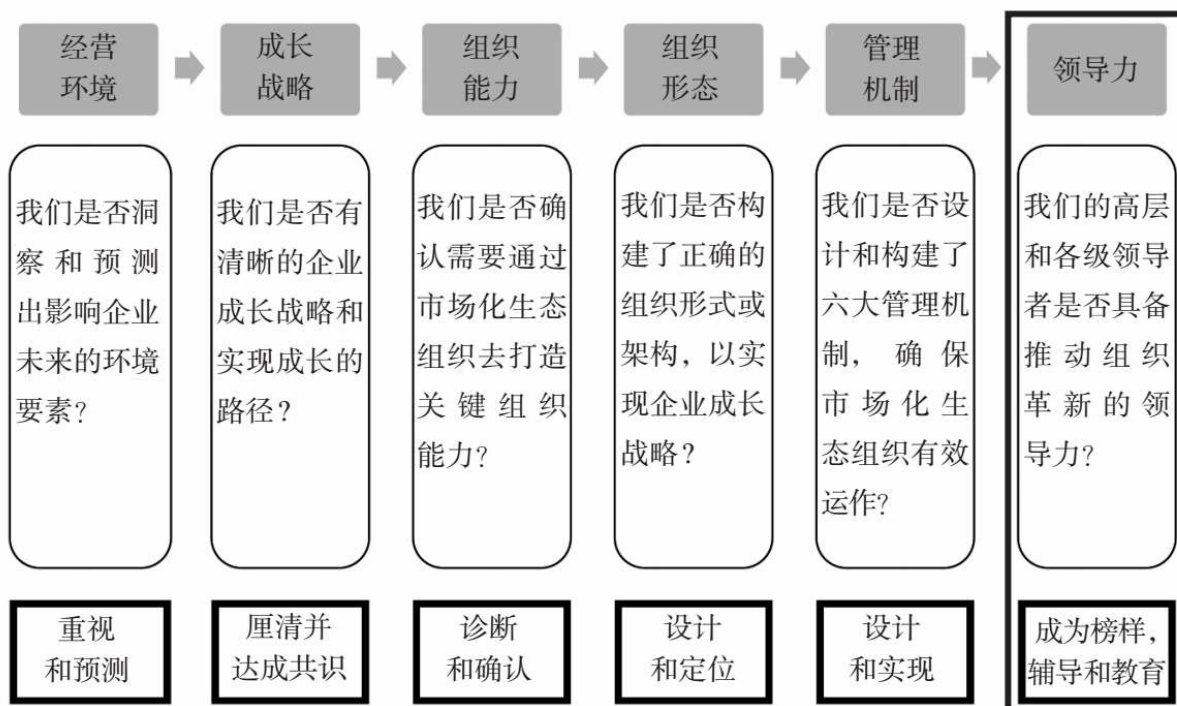 经营
环境
成长
战略
组织
能力
组织
形态
管理
机制
领导力
我们是否洞
察和预测
出影响企业
未来的环境
要素？
我们是否有
清晰的企业
成长战略和
实现成长的
路径？
我们是否确
认需要通过
市场化生态
组织去打造
关键组织
能力？
我们是否构
建了正确的
组织形式或
架构，以实
现企业成长
战略？
我们是否设
计和构建了
六大管理机
制，确保
市场化生
态组织有效
运作？
我们的高层
和各级领导
者是否具备
推动组织
革新的领
导力？
重视
和预测
厘清并
达成共识
诊断
和确认
设计
和定位
设计
和实现
成为榜样，
辅导和教育